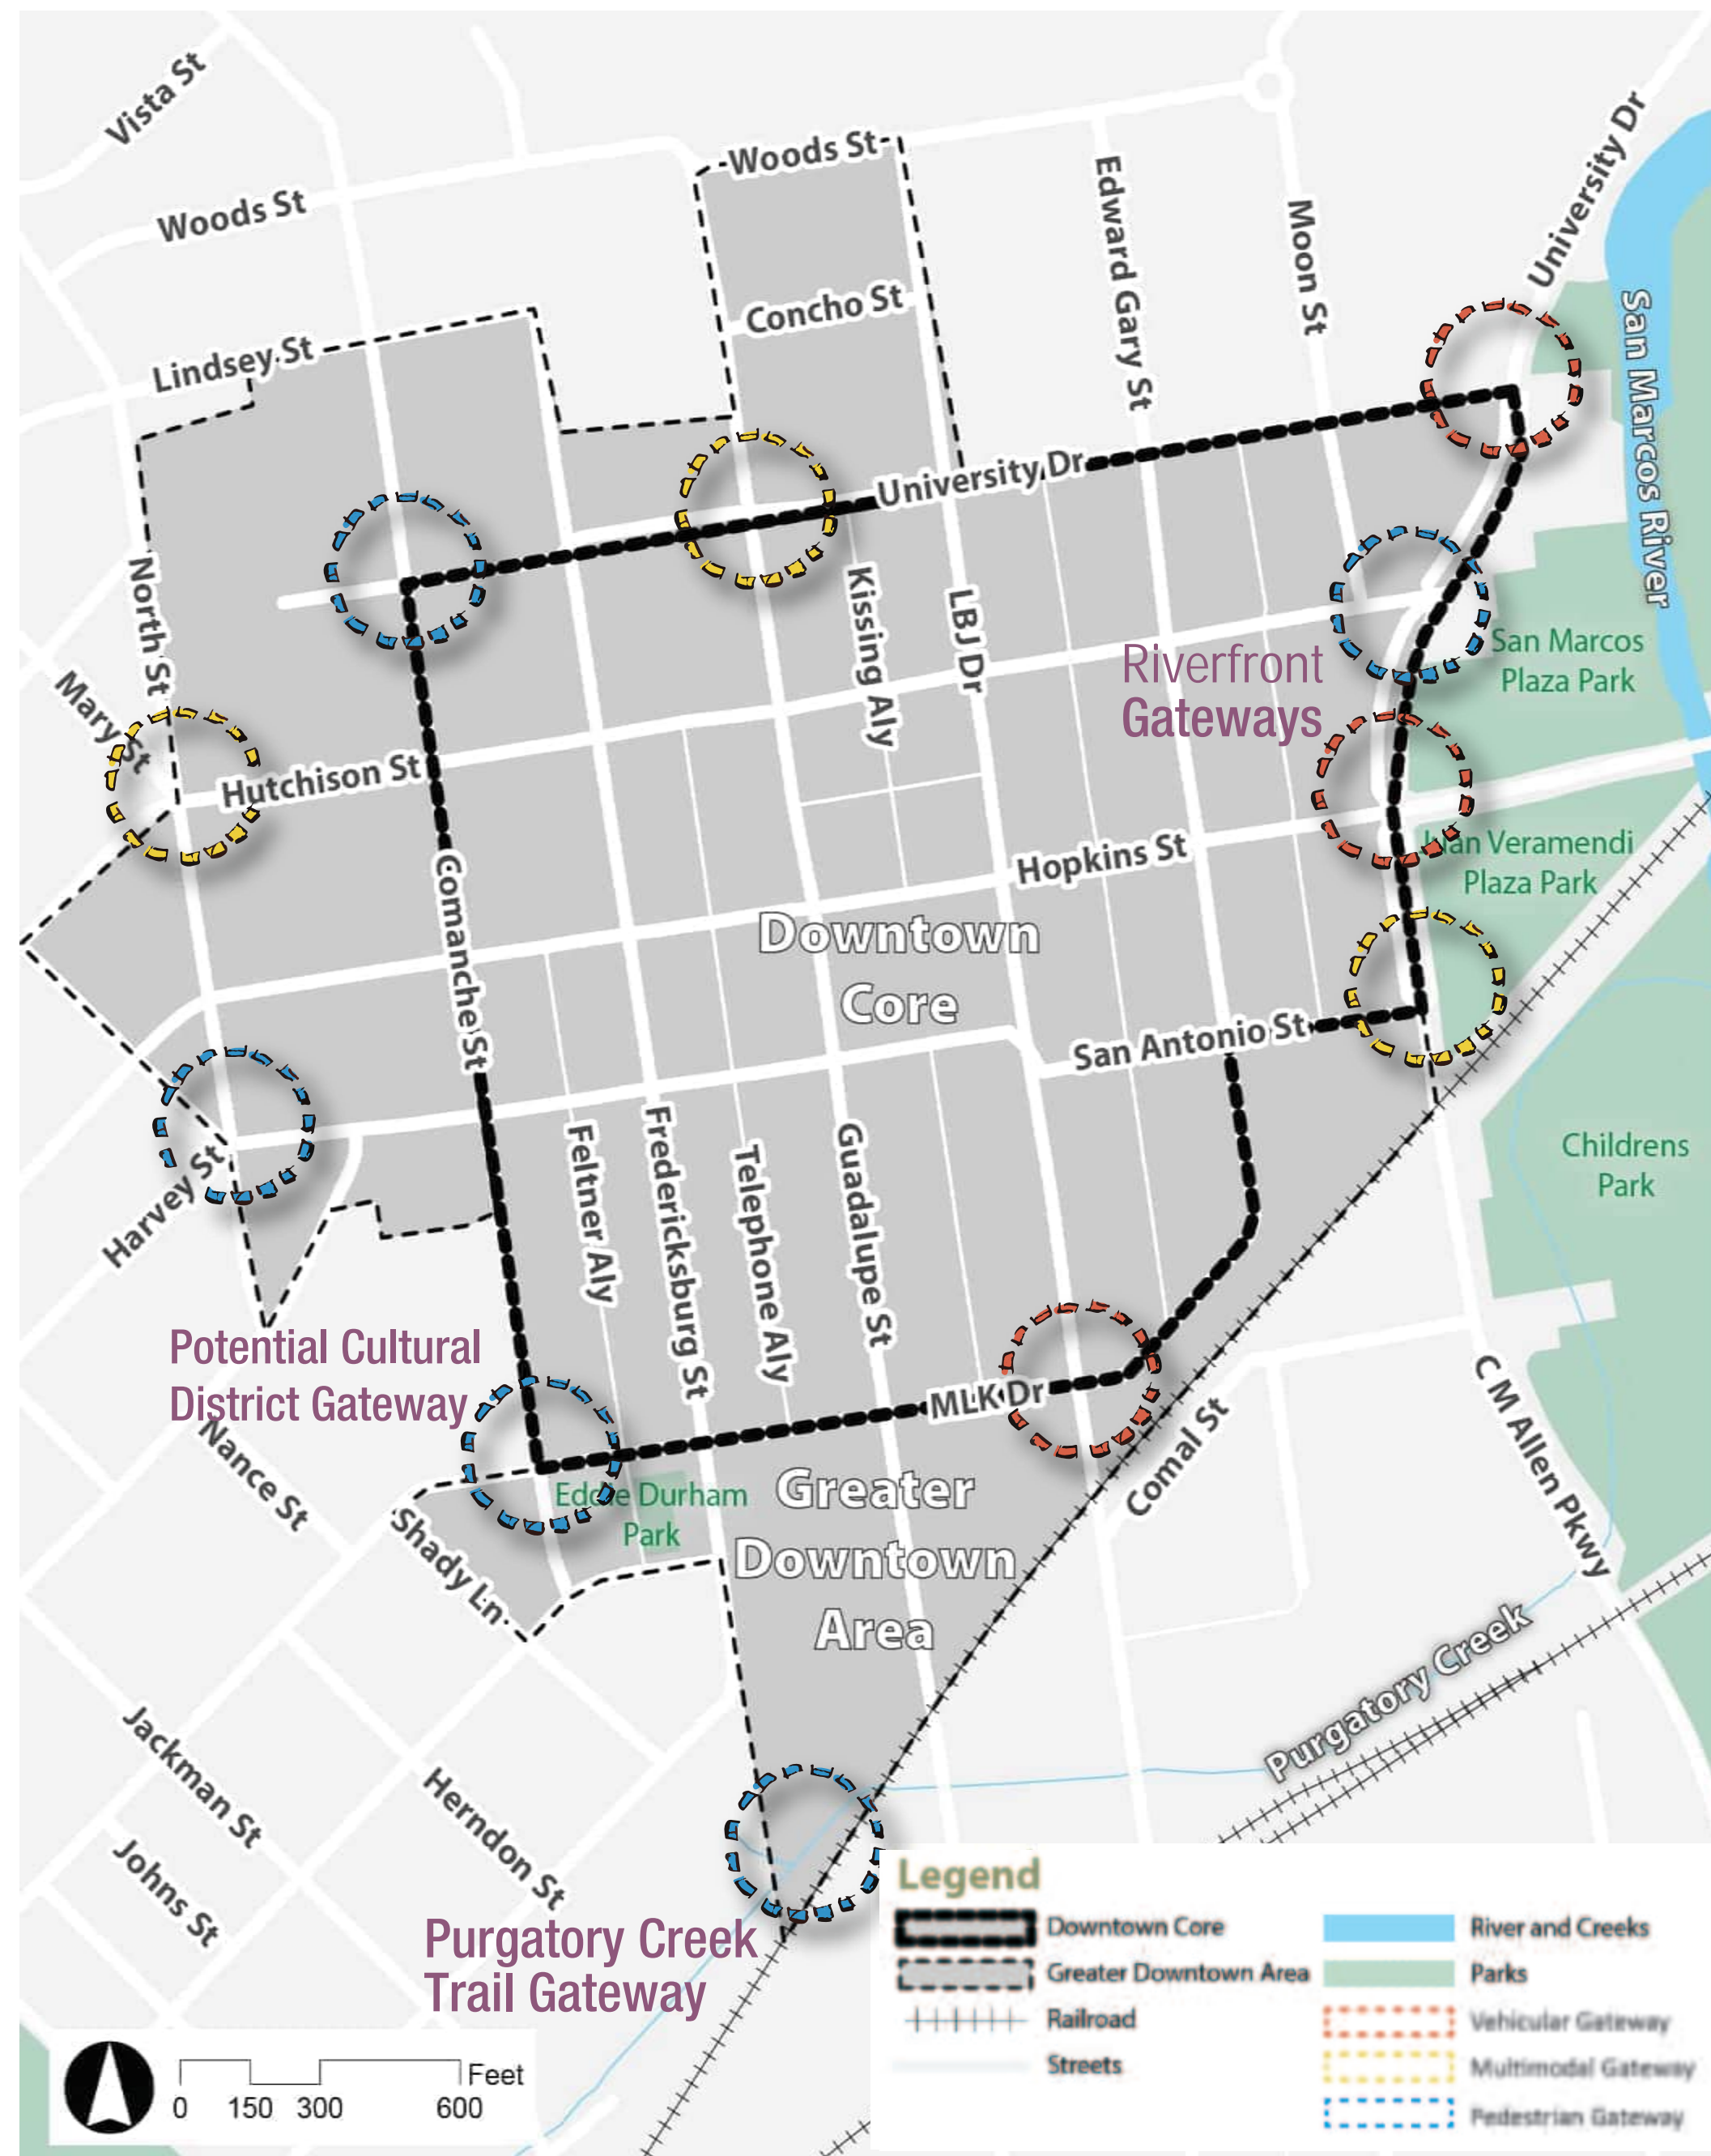 Vista St
Woods St
Woods St
Edward Gary St
Moon St
University Dr
Concho St
Lindsey St
San Marcos River
University Dr
North St
Mary St
Kissing Aly
LBJ Dr
Riverfront
Gateways
San Marcos
Plaza Park
Hutchison St
Hopkins St
Juan Veramendi
Plaza Park
Comanche St
Downtown
Core
San Antonio St
Harvey St
Feltner Aly
Fredericksburg St
Telephone Aly
Guadalupe St
Childrens
Park
Potential Cultural
District Gateway
MLK Dr
Comal St
C M Allen Pkwy
Nance St
Shady Ln
Eddie Durham
Park
Greater
Downtown
Area
Purgatory Creek
Jackman St
Herndon St
Johns St
Purgatory Creek
Trail Gateway
Legend
Downtown Core
Greater Downtown Area
Railroad
Streets
River and Creeks
Parks
Vehicular Gateway
Multimodal Gateway
Pedestrian Gateway
Feet
0 150 300 600